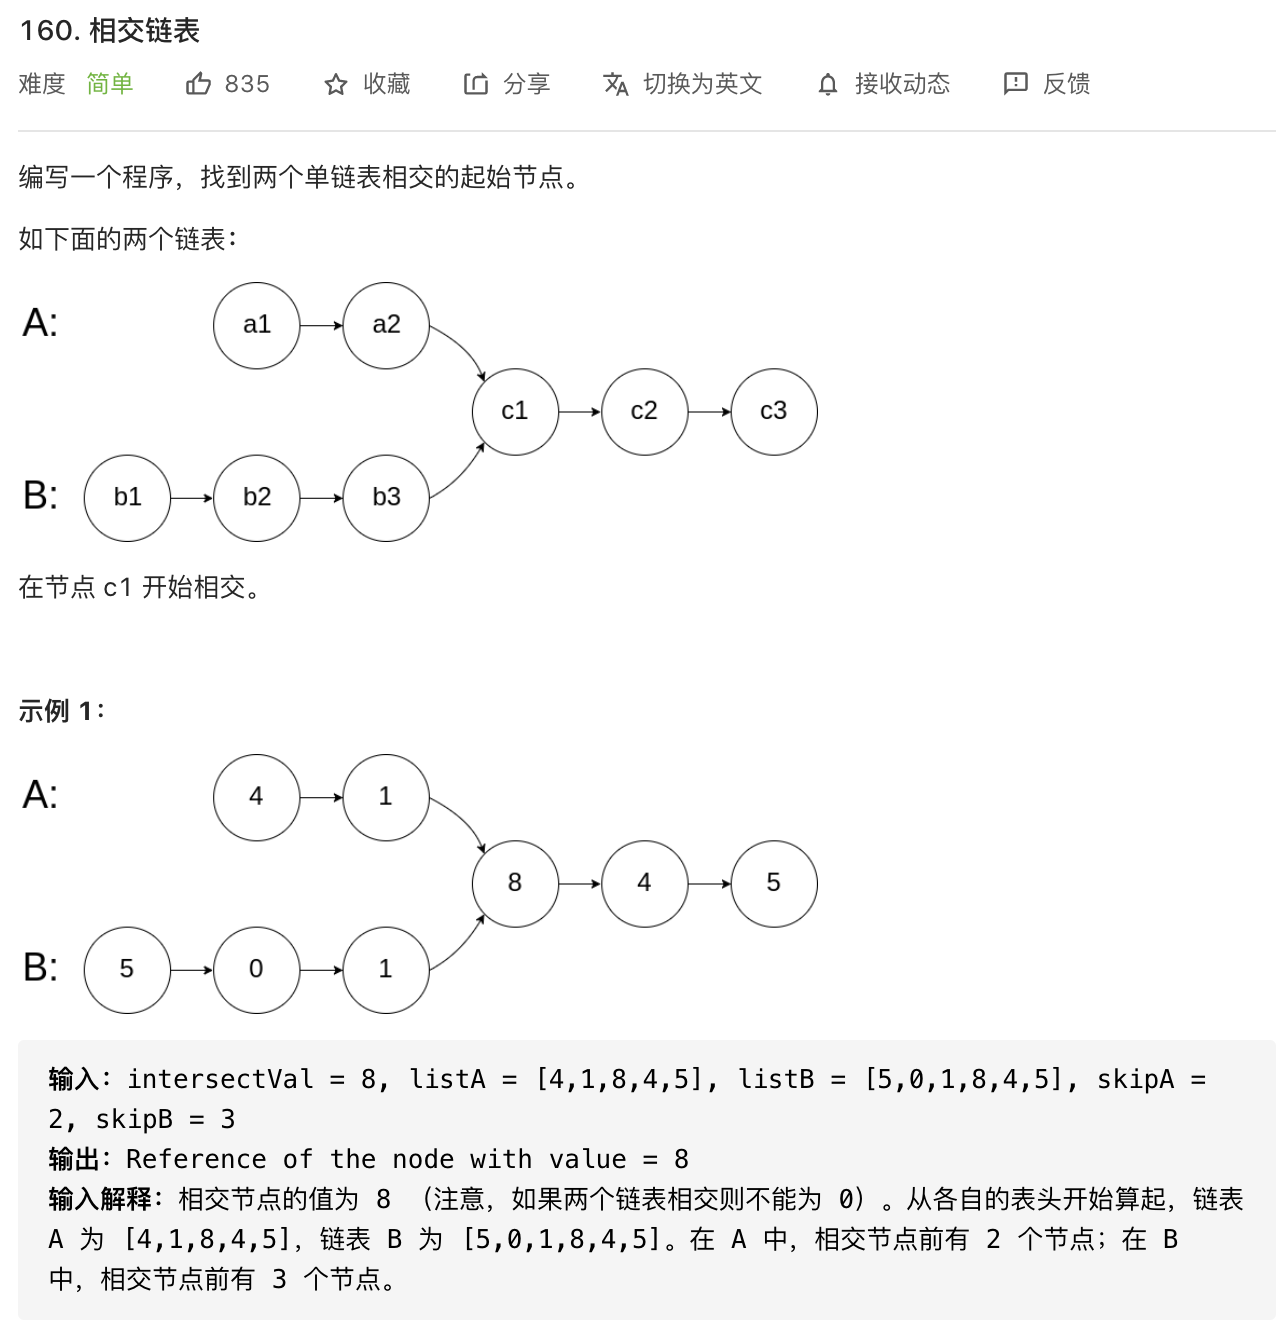 160. 相交链表
难度 简单 835 收藏 分享 切换为英文 接收动态 反馈
编写一个程序，找到两个单链表相交的起始节点。
如下面的两个链表：
A: a1 a2
c1 c2 c3
B: b1 b2 b3
在节点 c1 开始相交。
示例 1：
A: 4 1
8 4 5
B: 5 0 1
输入：intersectVal = 8, listA = [4,1,8,4,5], listB = [5,0,1,8,4,5], skipA =
2, skipB = 3
输出：Reference of the node with value = 8
输入解释：相交节点的值为 8 （注意，如果两个链表相交则不能为 0）。从各自的表头开始算起，链表
A 为 [4,1,8,4,5]，链表 B 为 [5,0,1,8,4,5]。在 A 中，相交节点前有 2 个节点；在 B
中，相交节点前有 3 个节点。